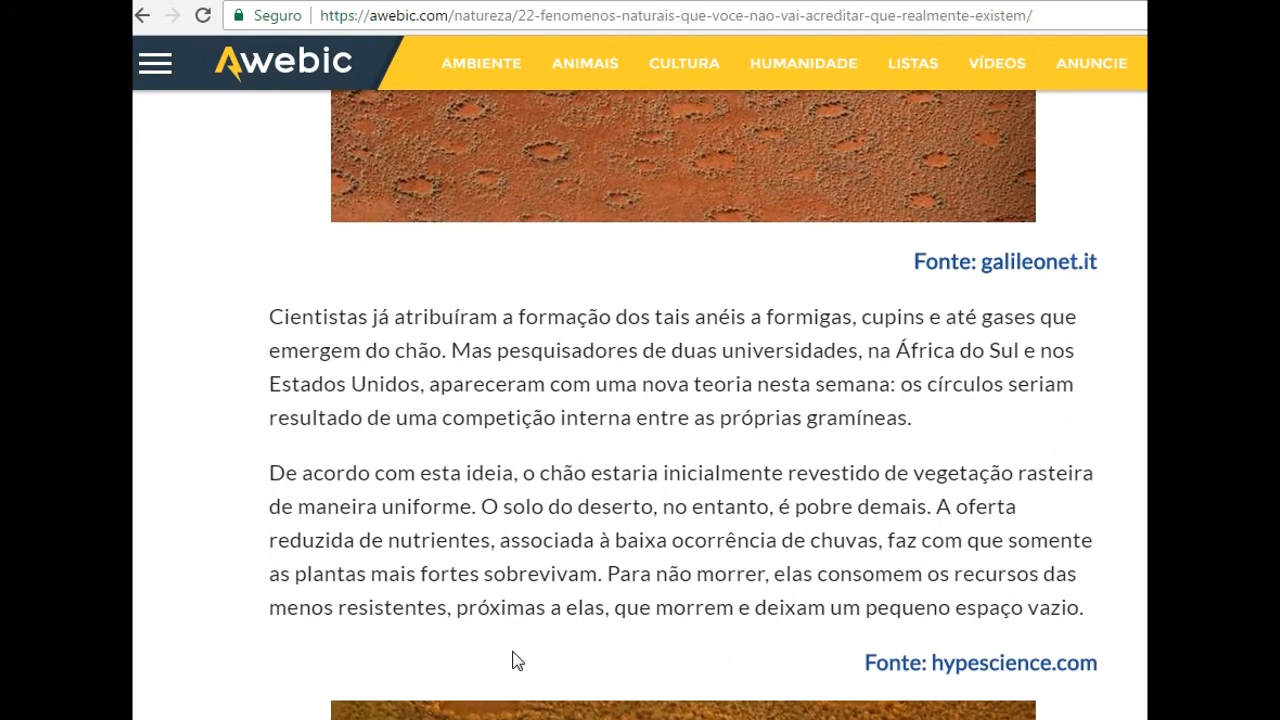 Seguro
https://awebic.com/natureza/22-fenomenos-naturais-que-voce-nao-vai-acreditar-que-realmente-existem/
Awebic
AMBIENTE
ANIMAIS
CULTURA
HUMANIDADE
LISTAS
VÍDEOS
ANUNCIE
Fonte: galileonet.it
Cientistas já atribuíram a formação dos tais anéis a formigas, cupins e até gases que
emergem do chão. Mas pesquisadores de duas universidades, na África do Sul e nos
Estados Unidos, apareceram com uma nova teoria nesta semana: os círculos seriam
resultado de uma competição interna entre as próprias gramíneas.
De acordo com esta ideia, o chão estaria inicialmente revestido de vegetação rasteira
de maneira uniforme. O solo do deserto, no entanto, é pobre demais. A oferta
reduzida de nutrientes, associada à baixa ocorrência de chuvas, faz com que somente
as plantas mais fortes sobrevivam. Para não morrer, elas consomem os recursos das
menos resistentes, próximas a elas, que morrem e deixam um pequeno espaço vazio.
Fonte: hypescience.com